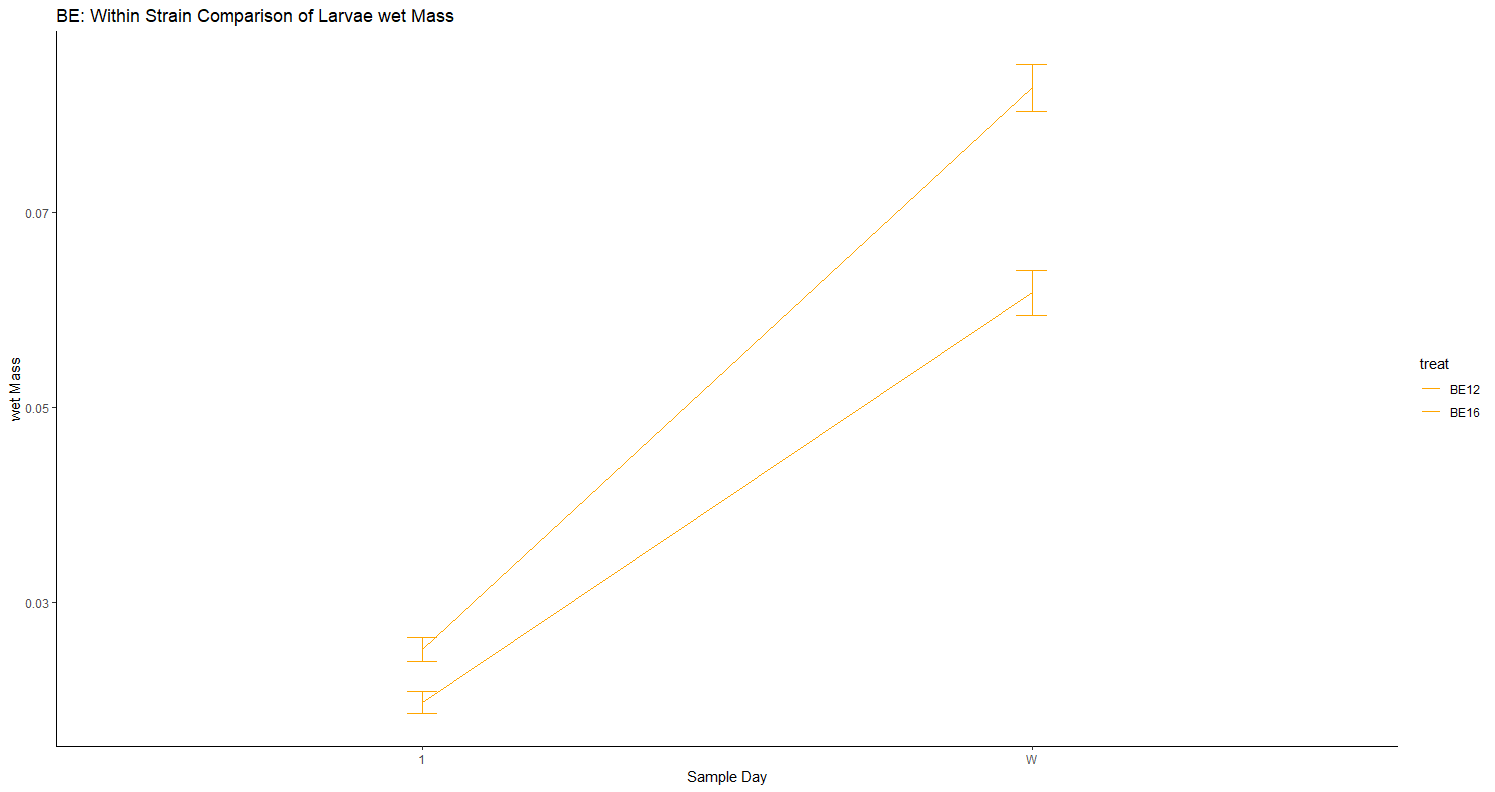 BE: Within Strain Comparison of Larvae wet Mass
wet Mass
0.07
0.05
0.03
1
W
Sample Day
treat
BE12
BE16